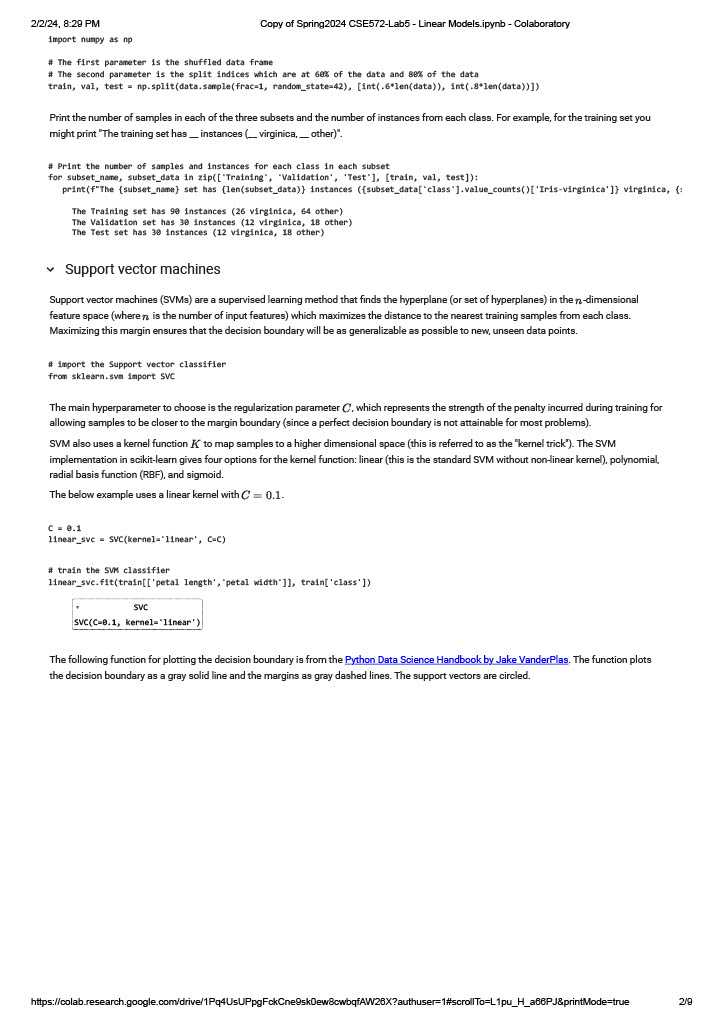 2/2/24, 8:29 PM Copy of Spring2024 CSE572-Lab5 - Linear Models.ipynb - Colaboratory
import numpy as np
# The first parameter is the shuffled data frame
# The second parameter is the split indices which are at 60% of the data and 80% of the data
train, val, test = np.split(data.sample(frac=1, random_state=42), [int(.6*len(data)), int(.8*len(data))])
Print the number of samples in each of the three subsets and the number of instances from each class. For example, for the training set you
might print "The training set has __ instances (__ virginica, __ other)".
# Print the number of samples and instances for each class in each subset
for subset_name, subset_data in zip(['Training', 'Validation', 'Test'], [train, val, test]):
print(f"The {subset_name} set has {len(subset_data)} instances ({subset_data['class'].value_counts()['Iris-virginica']} virginica, {
The Training set has 90 instances (26 virginica, 64 other)
The Validation set has 30 instances (12 virginica, 18 other)
The Test set has 30 instances (12 virginica, 18 other)
Support vector machines
Support vector machines (SVMs) are a supervised learning method that finds the hyperplane (or set of hyperplanes) in the n-dimensional
feature space (where n is the number of input features) which maximizes the distance to the nearest training samples from each class.
Maximizing this margin ensures that the decision boundary will be as generalizable as possible to new, unseen data points.
# import the Support vector classifier
from sklearn.svm import SVC
The main hyperparameter to choose is the regularization parameter C, which represents the strength of the penalty incurred during training for
allowing samples to be closer to the margin boundary (since a perfect decision boundary is not attainable for most problems).
SVM also uses a kernel function K to map samples to a higher dimensional space (this is referred to as the "kernel trick"). The SVM
implementation in scikit-learn gives four options for the kernel function: linear (this is the standard SVM without non-linear kernel), polynomial,
radial basis function (RBF), and sigmoid.
The below example uses a linear kernel with C = 0.1.
C = 0.1
linear_svc = SVC(kernel='linear', C=C)
# train the SVM classifier
linear_svc.fit(train[['petal length','petal width']], train['class'])
SVC
SVC(C=0.1, kernel='linear')
The following function for plotting the decision boundary is from the Python Data Science Handbook by Jake VanderPlas. The function plots
the decision boundary as a gray solid line and the margins as gray dashed lines. The support vectors are circled.
https://colab.research.google.com/drive/1Pq4UsUPpgFckCne9sk0ew8cwbqfAW26X?authuser=1#scrollTo=L1pu_H_a66PJ&printMode=true 2/9